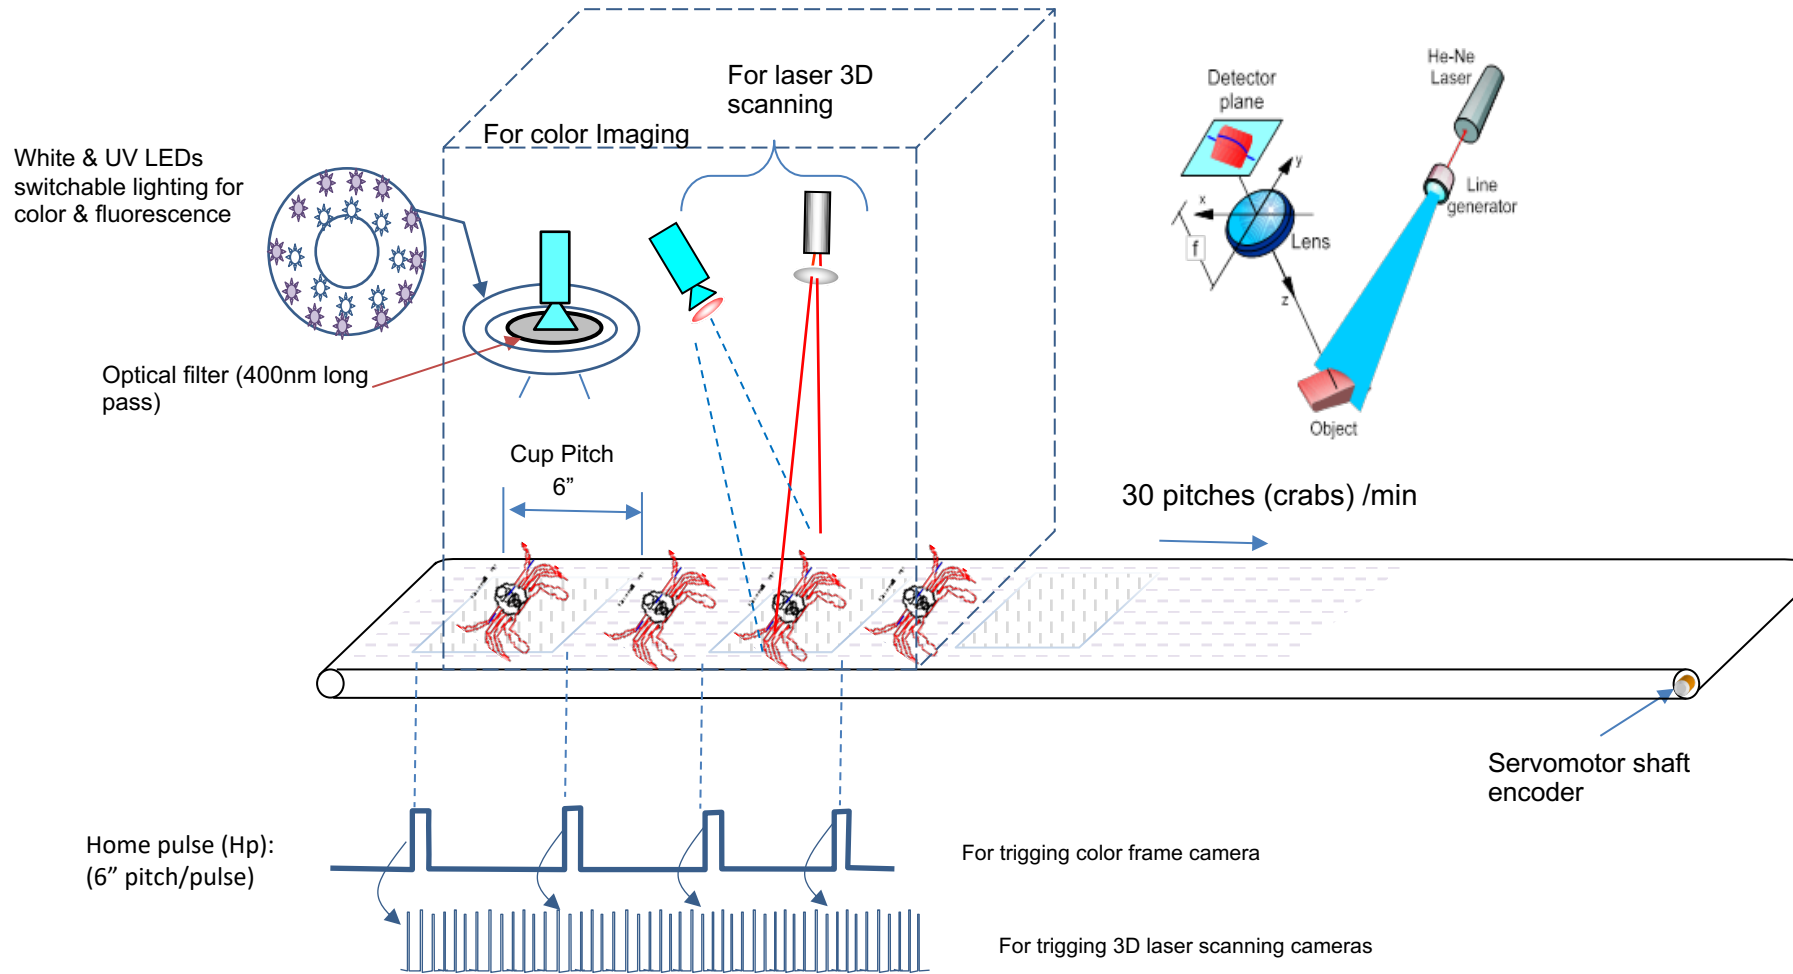 For laser 3D
scanning
For color Imaging
White & UV LEDs
switchable lighting for
color & fluorescence
Optical filter (400nm long
pass)
Cup Pitch
6”
Detector
plane
He-Ne
Laser
Line
generator
y
x
f
Lens
z
Object
30 pitches (crabs) /min
Servomotor shaft
encoder
Home pulse (Hp):
(6” pitch/pulse)
For trigging color frame camera
For trigging 3D laser scanning cameras